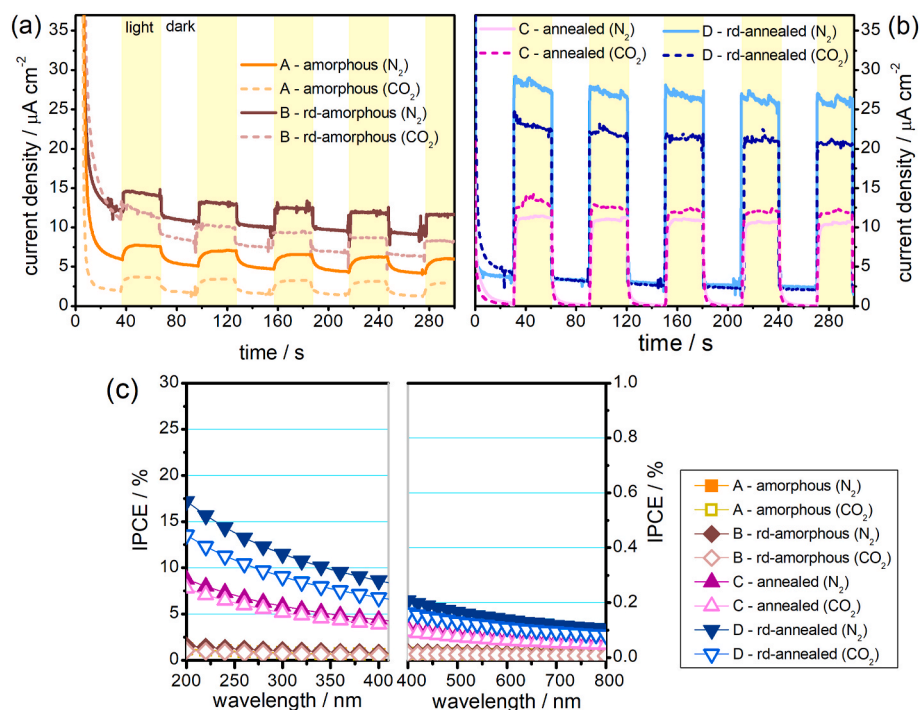 (a)
light dark
A - amorphous (N₂)
A - amorphous (CO₂)
B - rd-amorphous (N₂)
B - rd-amorphous (CO₂)
current density / µA cm⁻²
35
30
25
20
15
10
5
0
0 40 80 120 160 200 240 280
time / s
(b)
C - annealed (N₂)
C - annealed (CO₂)
D - rd-annealed (N₂)
D - rd-annealed (CO₂)
35
30
25
20
15
10
5
0
current density / µA cm⁻²
0 60 120 180 240 300
time / s
(c)
IPCE / %
30
25
20
15
10
5
0
200 250 300 350 400
wavelength / nm
1.0
0.8
0.6
0.4
0.2
0.0
IPCE / %
400 500 600 700 800
wavelength / nm
A - amorphous (N₂)
A - amorphous (CO₂)
B - rd-amorphous (N₂)
B - rd-amorphous (CO₂)
C - annealed (N₂)
C - annealed (CO₂)
D - rd-annealed (N₂)
D - rd-annealed (CO₂)